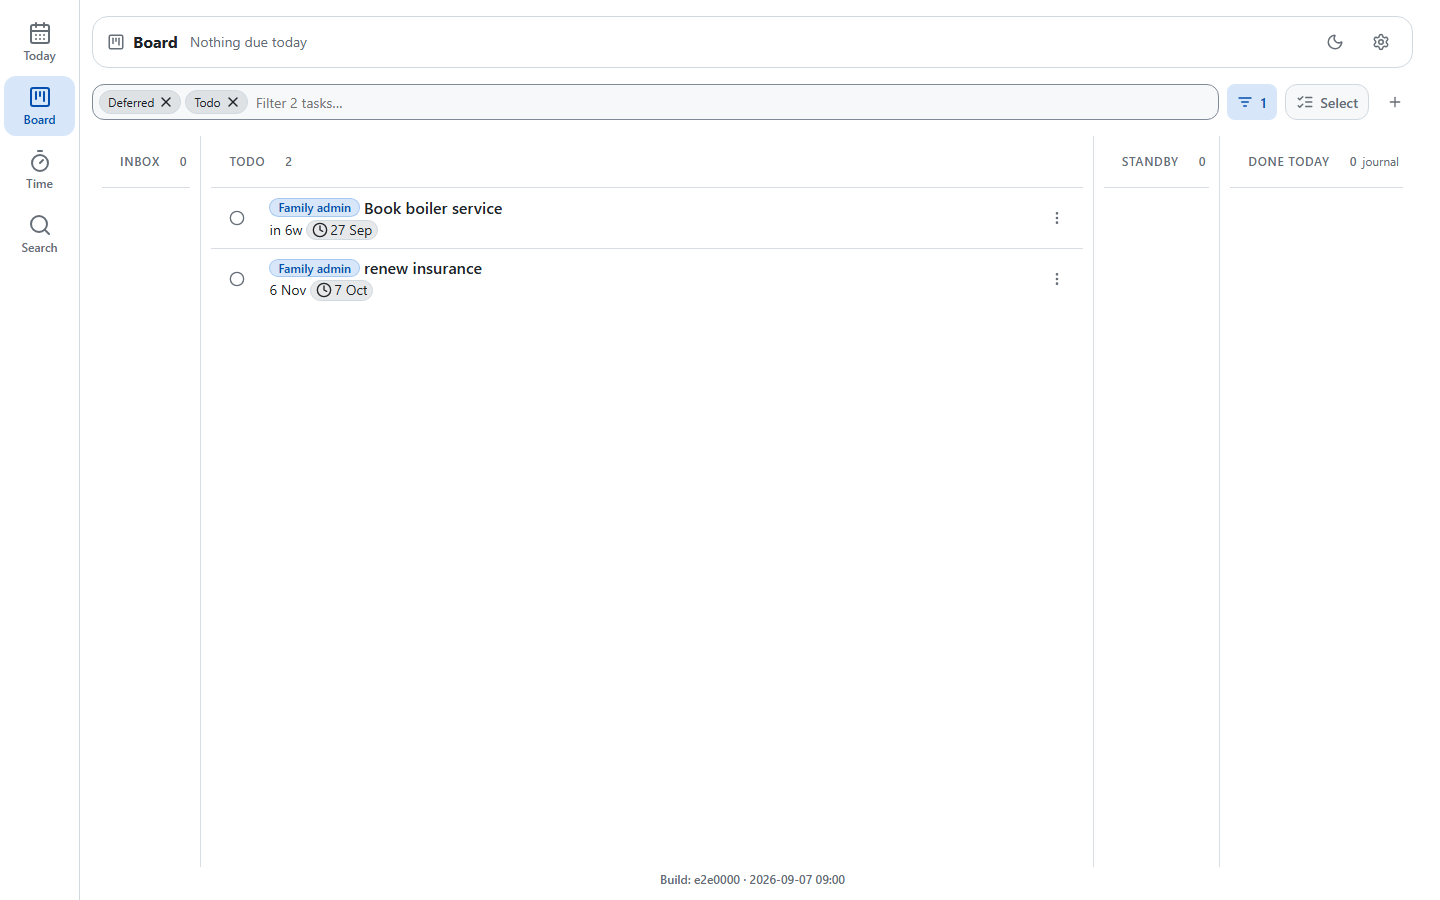 Today
Board
Time
Search
Board Nothing due today
Deferred Todo Filter 2 tasks...
1
Select
INBOX 0
TODO 2
Family admin Book boiler service
in 6w 27 Sep
Family admin renew insurance
6 Nov 7 Oct
STANDBY 0
DONE TODAY 0 journal
Build: e2e0000 · 2026-09-07 09:00